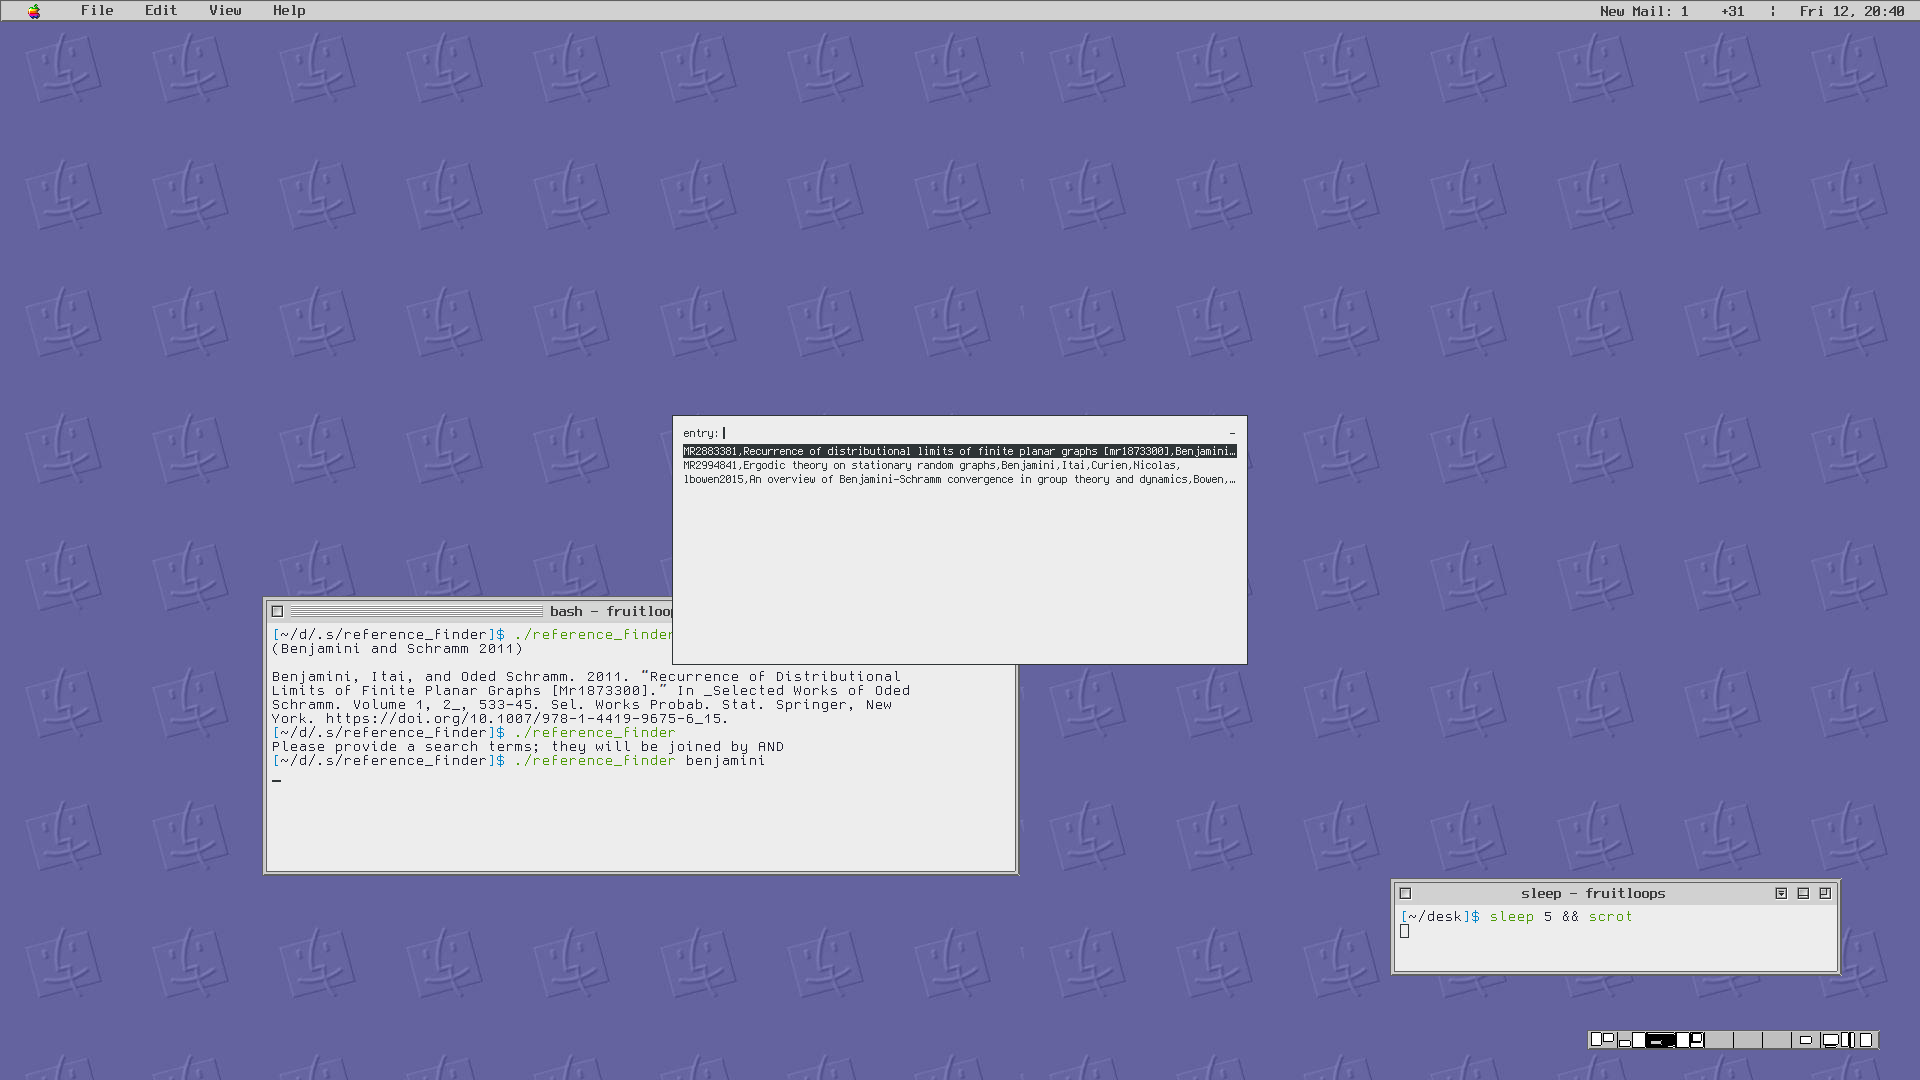 File Edit View Help
New Mail: 1 +31 ¦ Fri 12, 20:40
entry:
MR2883381,Recurrence of distributional limits of finite planar graphs [mr1873300],Benjamini…
MR2994841,Ergodic theory on stationary random graphs,Benjamini,Itai,Curien,Nicolas,
lbowen2015,An overview of Benjamini-Schramm convergence in group theory and dynamics,Bowen,…
bash - fruitloop
[~/d/.s/reference_finder]$ ./reference_finder
(Benjamini and Schramm 2011)
Benjamini, Itai, and Oded Schramm. 2011. “Recurrence of Distributional
Limits of Finite Planar Graphs [Mr1873300].” In _Selected Works of Oded
Schramm. Volume 1, 2_, 533-45. Sel. Works Probab. Stat. Springer, New
York. https://doi.org/10.1007/978-1-4419-9675-6_15.
[~/d/.s/reference_finder]$ ./reference_finder
Please provide a search terms; they will be joined by AND
[~/d/.s/reference_finder]$ ./reference_finder benjamini
sleep - fruitloops
[~/desk]$ sleep 5 && scrot